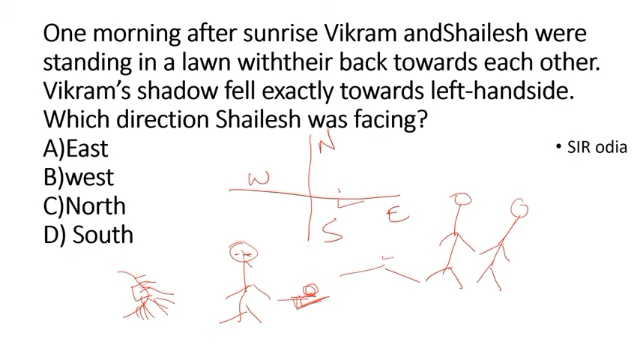 One morning after sunrise Vikram andShailesh were
standing in a lawn withtheir back towards each other.
Vikram's shadow fell exactly towards left-handside.
Which direction Shailesh was facing?
A)East
B)west
C)North
D) South
• SIR odia
N
W
E
S